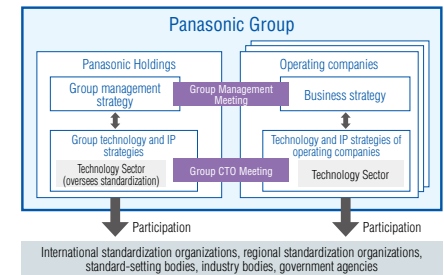 Panasonic Group
Panasonic Holdings
Group management
strategy
Group technology and IP
strategies
Technology Sector
(oversees standardization)
Group Management
Meeting
Group CTO Meeting
Operating companies
Business strategy
Technology and IP strategies of
operating companies
Technology Sector
Participation
Participation
International standardization organizations, regional standardization organizations,
standard-setting bodies, industry bodies, government agencies